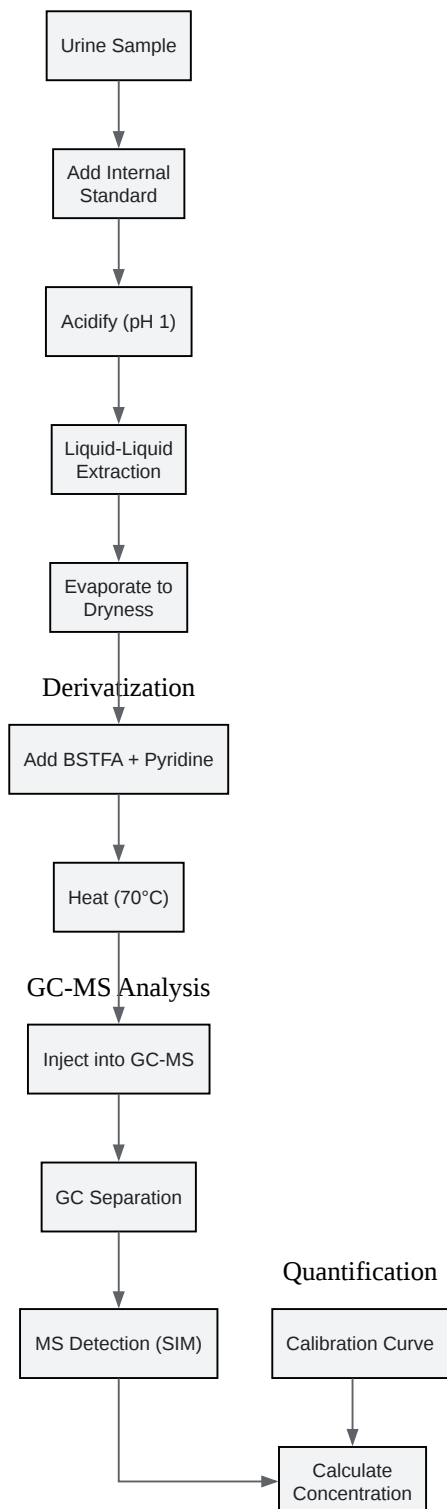 Urine Sample
Add Internal
Standard
Acidify (pH 1)
Liquid-Liquid
Extraction
Evaporate to
Dryness
Derivatization
Add BSTFA + Pyridine
Heat (70°C)
GC-MS Analysis
Inject into GC-MS
GC Separation
Quantification
MS Detection (SIM)
Calibration Curve
Calculate
Concentration